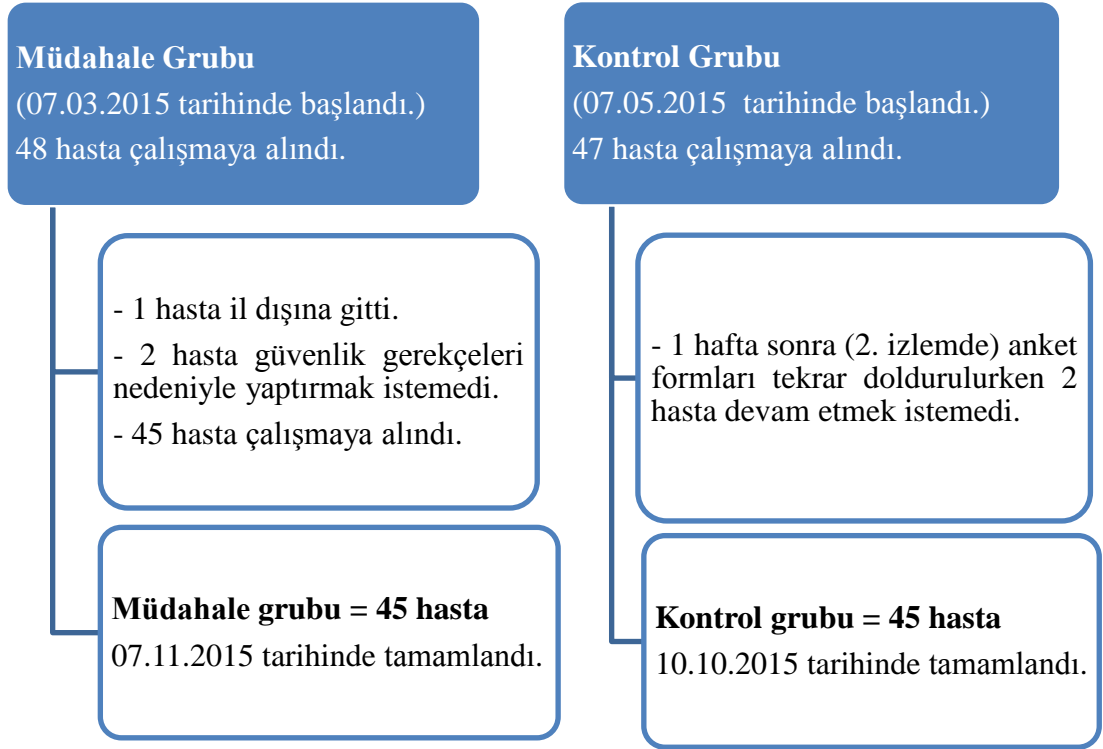 Müdahale Grubu
(07.03.2015 tarihinde başlandı.)
48 hasta çalışmaya alındı.
- 1 hasta il dışına gitti.
- 2 hasta güvenlik gerekçeleri
nedeniyle yaptırmak istemedi.
- 45 hasta çalışmaya alındı.
Müdahale grubu = 45 hasta
07.11.2015 tarihinde tamamlandı.
Kontrol Grubu
(07.05.2015 tarihinde başlandı.)
47 hasta çalışmaya alındı.
- 1 hafta sonra (2. izlemde) anket
formları tekrar doldurulurken 2
hasta devam etmek istemedi.
Kontrol grubu = 45 hasta
10.10.2015 tarihinde tamamlandı.